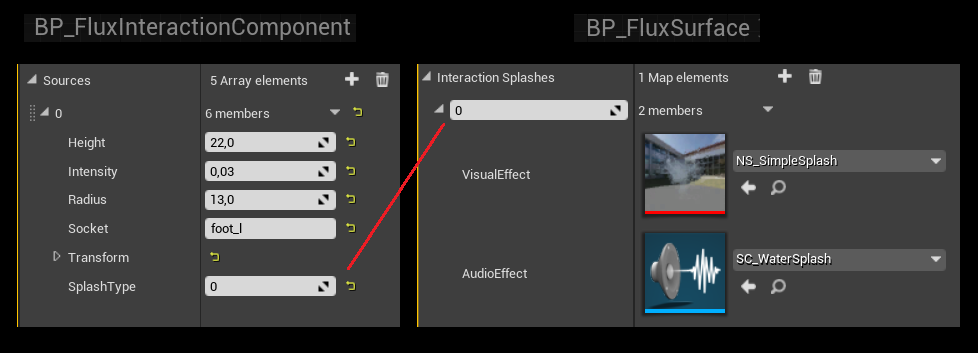 BP_FluxInteractionComponent
BP_FluxSurface
Sources
5 Array elements
0
6 members
Height
22,0
Intensity
0,03
Radius
13,0
Socket
foot_l
Transform
SplashType
0
Interaction Splashes
1 Map elements
0
2 members
VisualEffect
NS_SimpleSplash
AudioEffect
SC_WaterSplash